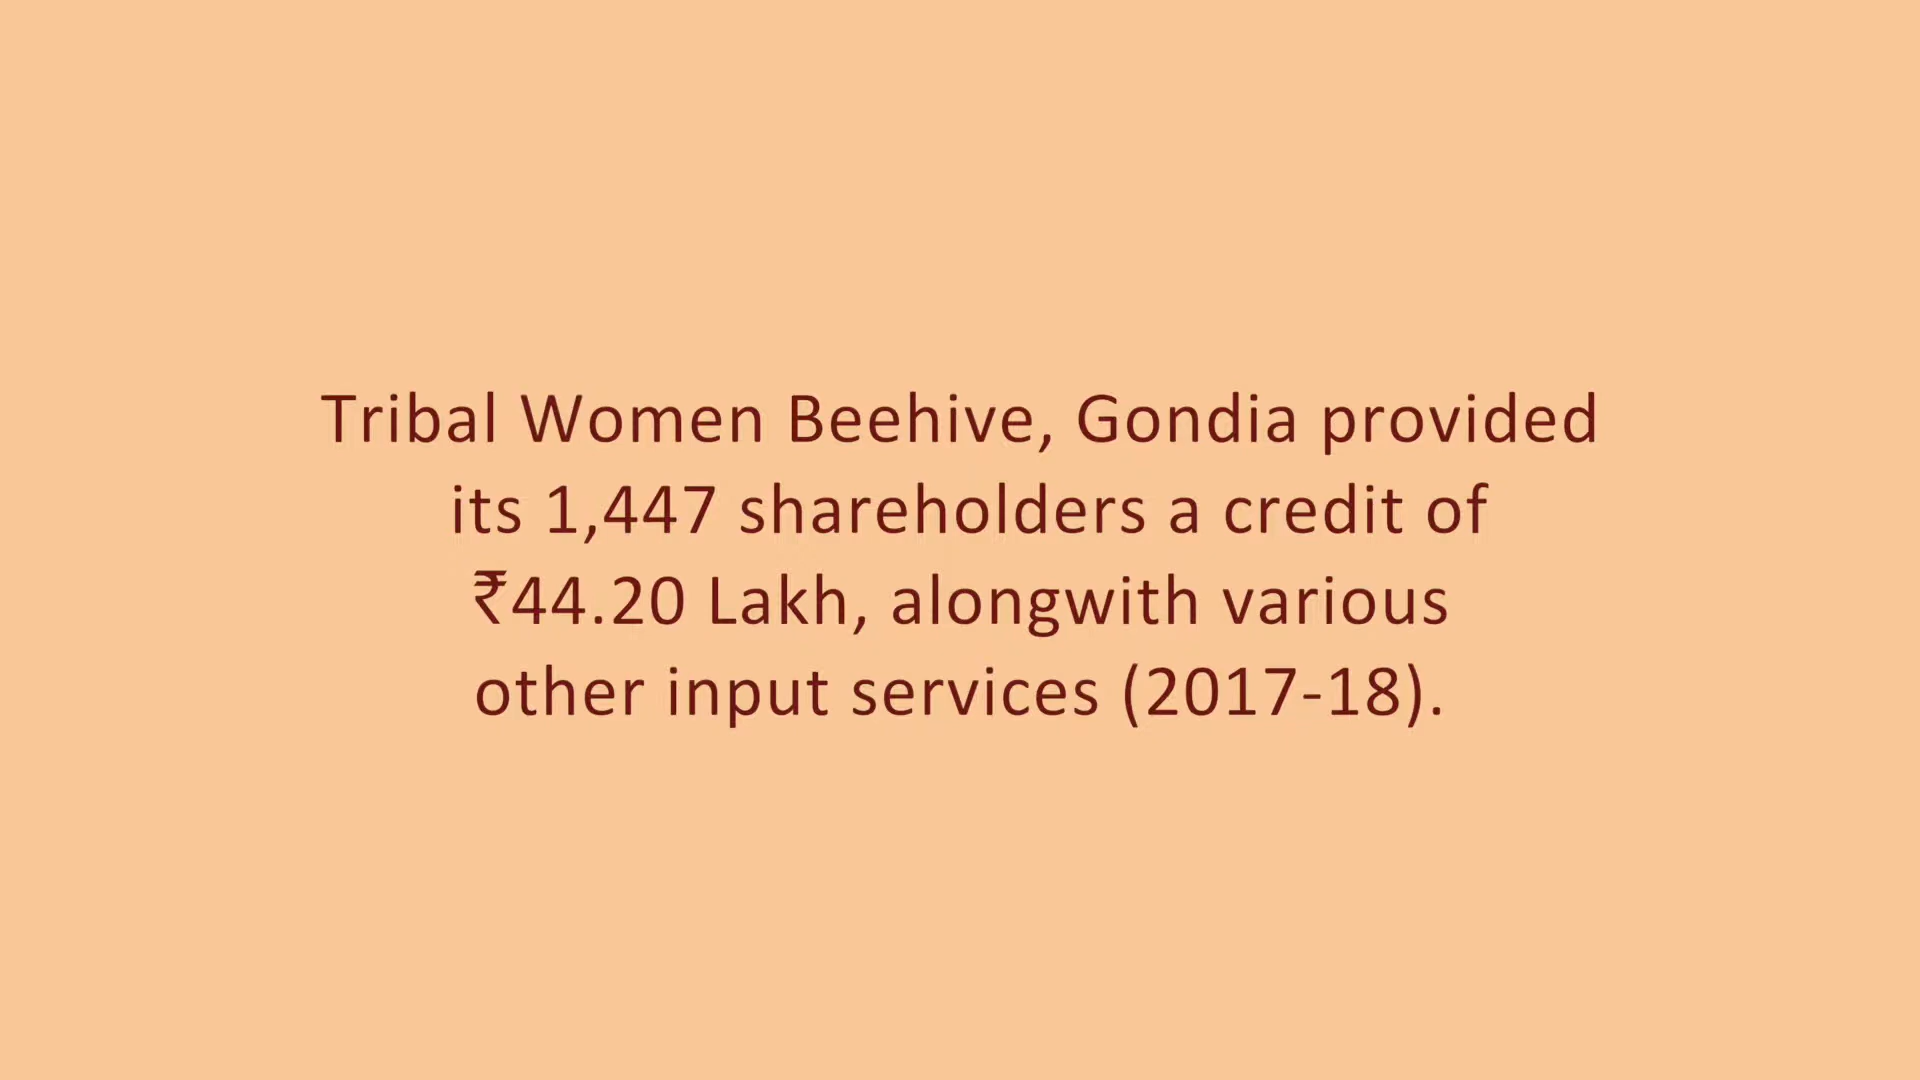 Tribal Women Beehive, Gondia provided
its 1,447 shareholders a credit of
₹44.20 Lakh, alongwith various
other input services (2017-18).